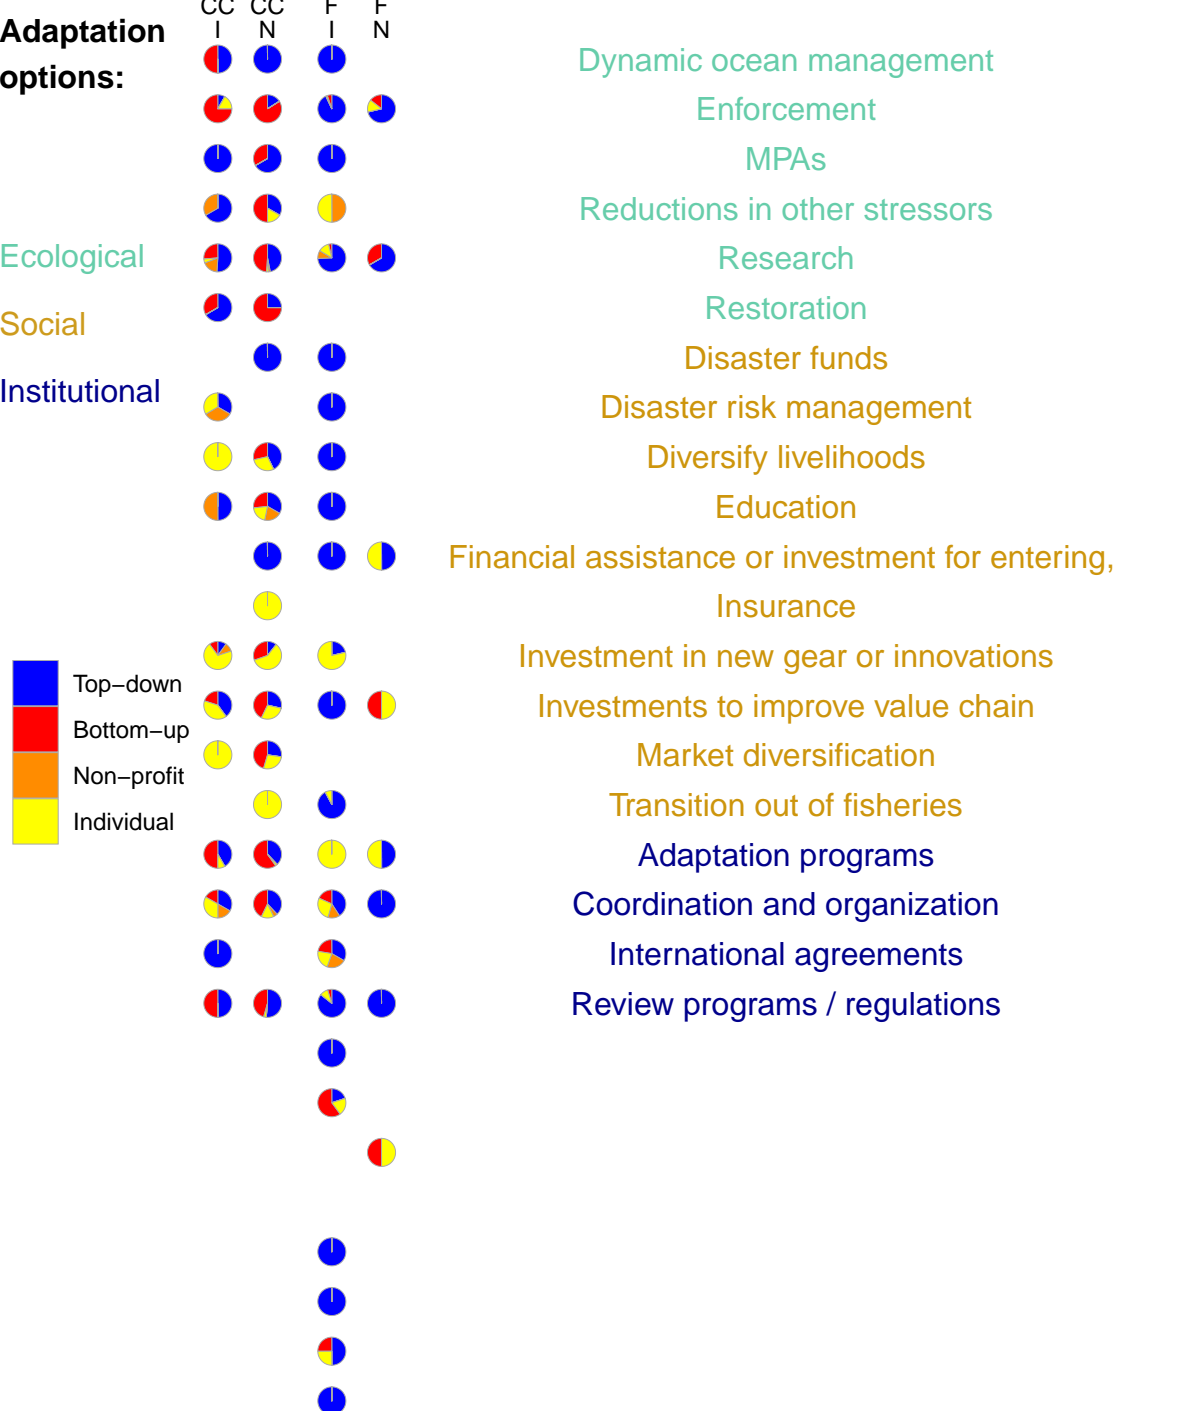 CC CC F F
Adaptation I N I N
options:
Dynamic ocean management
Enforcement
MPAs
Reductions in other stressors
Ecological
Research
Restoration
Social
Disaster funds
Institutional
Disaster risk management
Diversify livelihoods
Education
Financial assistance or investment for entering,
Insurance
Investment in new gear or innovations
Top−down
Investments to improve value chain
Bottom−up
Market diversification
Non−profit
Transition out of fisheries
Individual
Adaptation programs
Coordination and organization
International agreements
Review programs / regulations